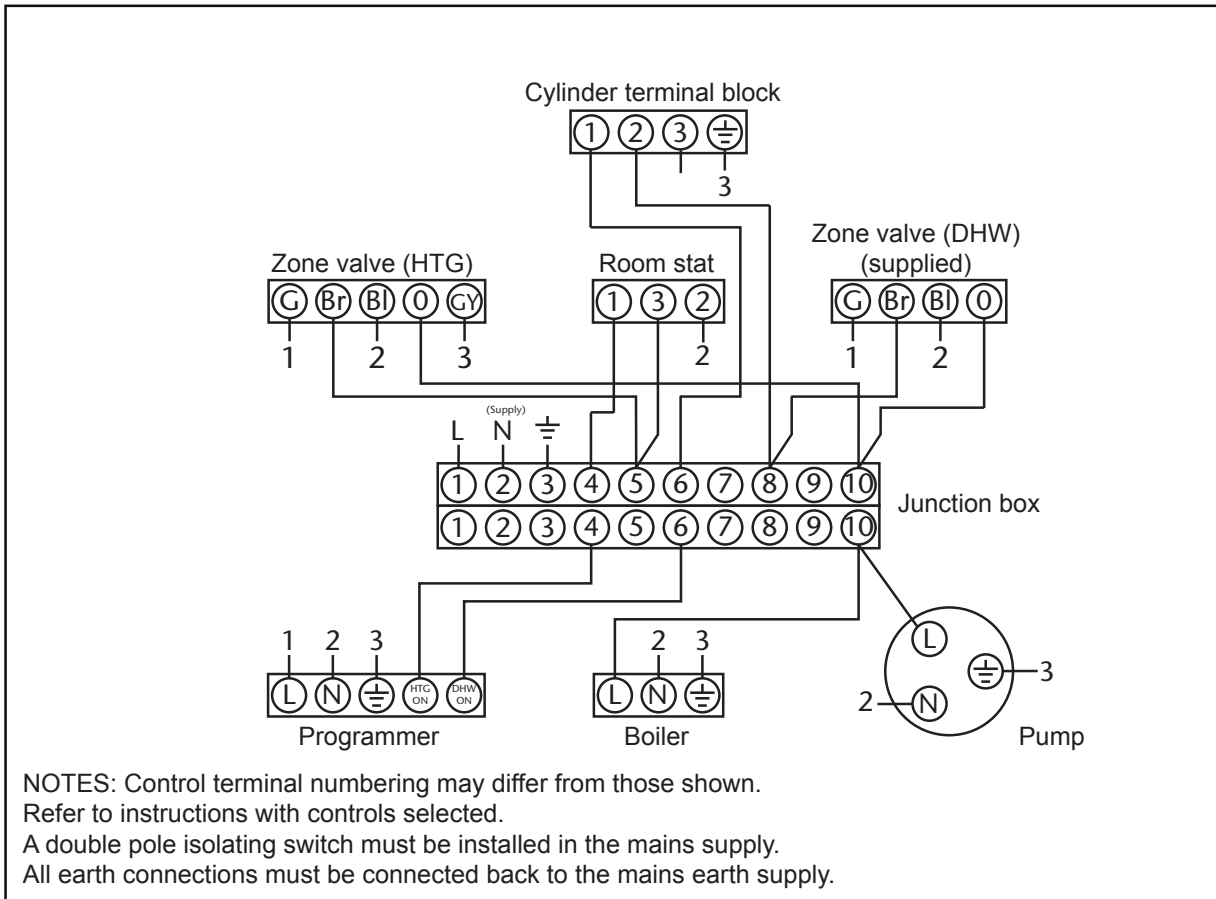 Cylinder terminal block
1 2 3
3
Zone valve (HTG)
G Br Bl 0 GY
1 2 3
Room stat
1 3 2
2
Zone valve (DHW)
(supplied)
G Br Bl 0
1 2
(Supply)
L N
1 2 3 4 5 6 7 8 9 10
1 2 3 4 5 6 7 8 9 10
Junction box
1 2 3
L N HTG ON DHW ON
Programmer
2 3
L N
Boiler
L
3
2 N
Pump
NOTES: Control terminal numbering may differ from those shown.
Refer to instructions with controls selected.
A double pole isolating switch must be installed in the mains supply.
All earth connections must be connected back to the mains earth supply.